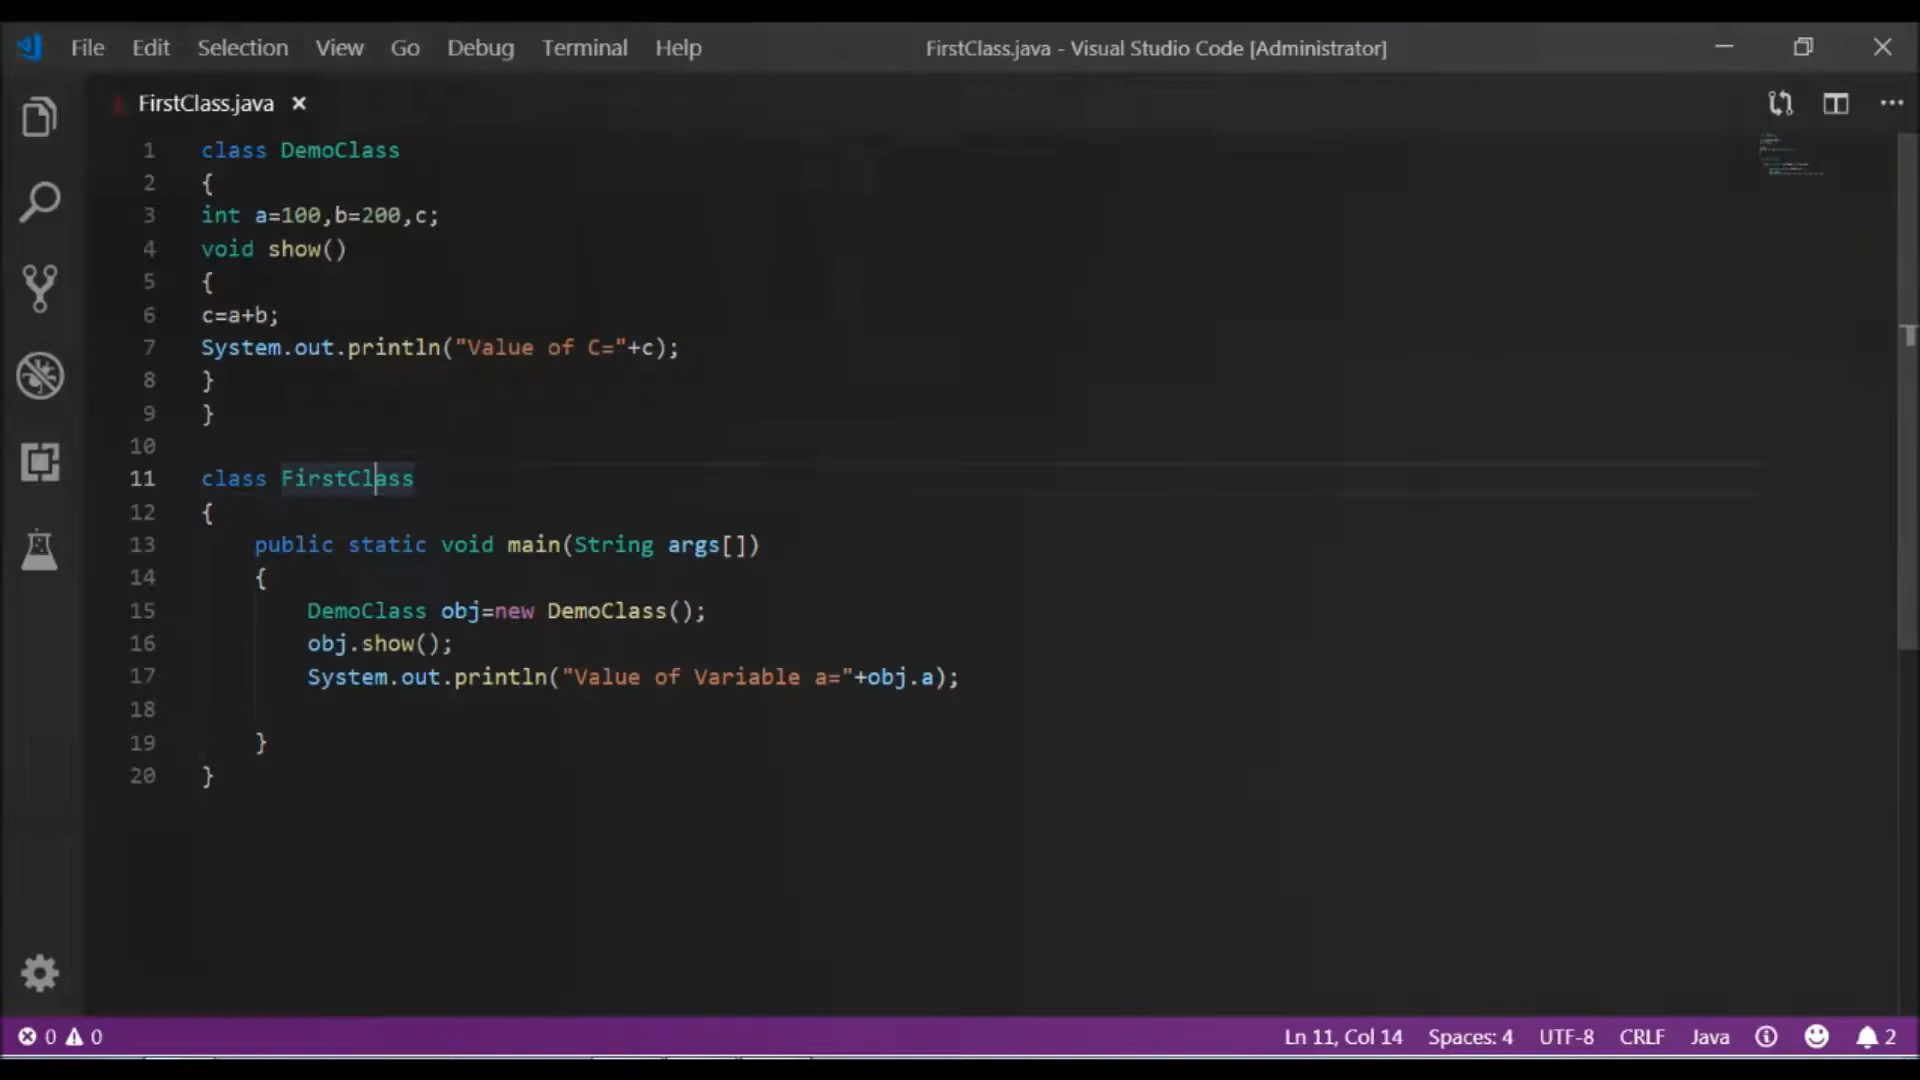 File Edit Selection View Go Debug Terminal Help FirstClass.java - Visual Studio Code [Administrator]
FirstClass.java
1 class DemoClass
2 {
3 int a=100,b=200,c;
4 void show()
5 {
6 c=a+b;
7 System.out.println("Value of C="+c);
8 }
9 }
10
11 class FirstClass
12 {
13 public static void main(String args[])
14 {
15 DemoClass obj=new DemoClass();
16 obj.show();
17 System.out.println("Value of Variable a="+obj.a);
18
19 }
20 }
0 0 Ln 11, Col 14 Spaces: 4 UTF-8 CRLF Java 2